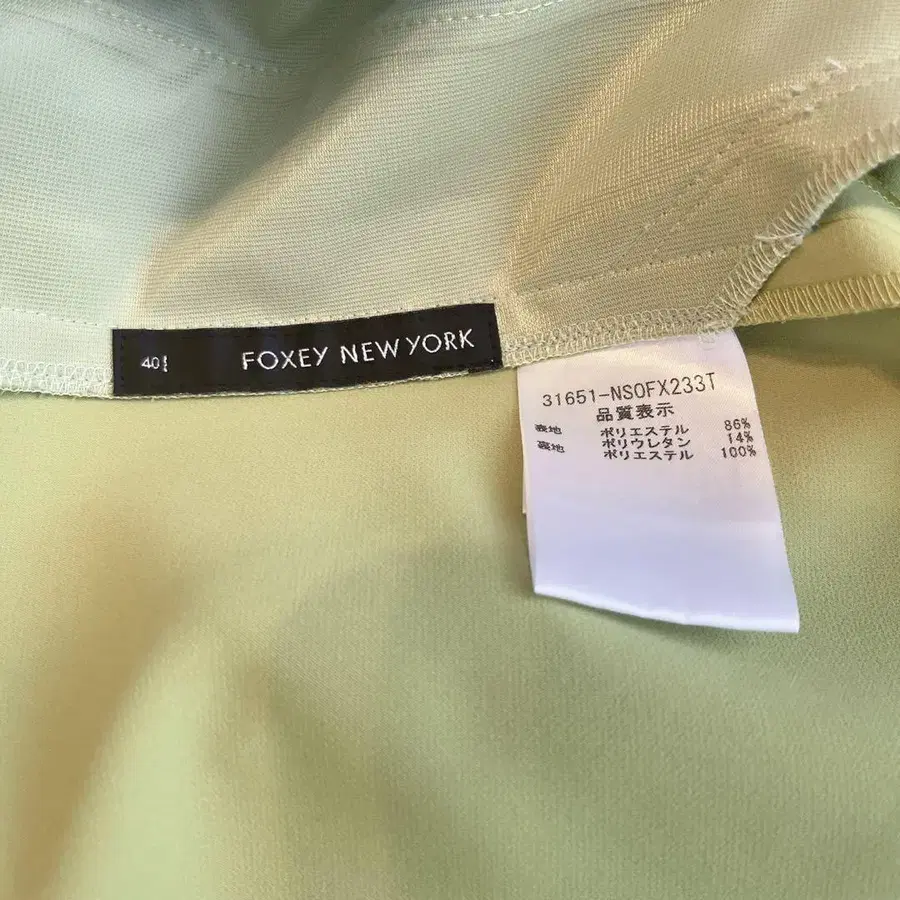 40
FOXEY NEW YORK
31651-NSOFX233T
品質表示
表地 ポリエステル 86%
ポリウレタン 14%
裏地 ポリエステル 100%